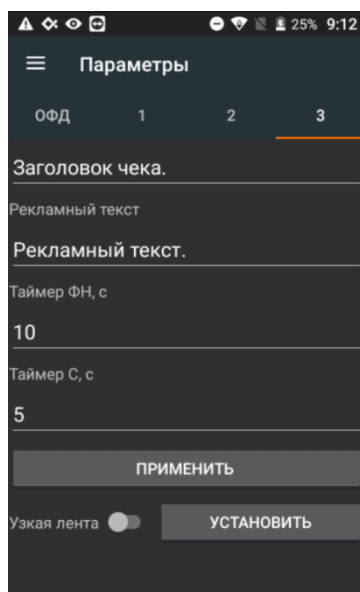 25% 9:12
Параметры
ОФД 1 2 3
Заголовок чека.
Рекламный текст
Рекламный текст.
Таймер ФН, с
10
Таймер С, с
5
ПРИМЕНИТЬ
Узкая лента УСТАНОВИТЬ